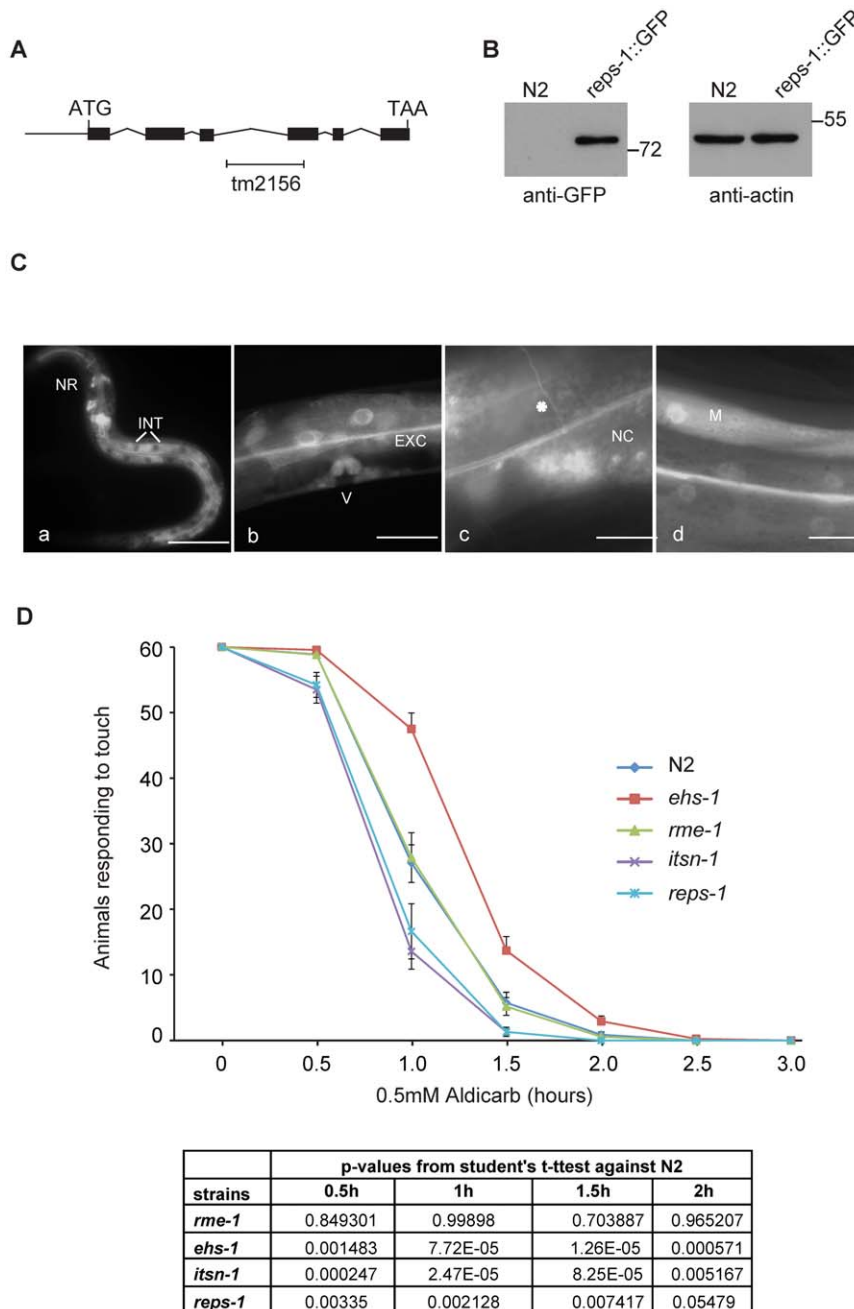 A
ATG
TAA
tm2156
B
N2
reps-1::GFP
–72
anti-GFP
N2
reps-1::GFP
–55
anti-actin
C
NR
INT
a
EXC
V
b
NC
c
M
d
D
60
50
40
30
20
10
0
Animals responding to touch
0 0.5 1.0 1.5 2.0 2.5 3.0
0.5mM Aldicarb (hours)
N2
ehs-1
rme-1
itsn-1
reps-1
p-values from student's t-ttest against N2
strains 0.5h 1h 1.5h 2h
rme-1 0.849301 0.99898 0.703887 0.965207
ehs-1 0.001483 7.72E-05 1.26E-05 0.000571
itsn-1 0.000247 2.47E-05 8.25E-05 0.005167
reps-1 0.00335 0.002128 0.007417 0.05479